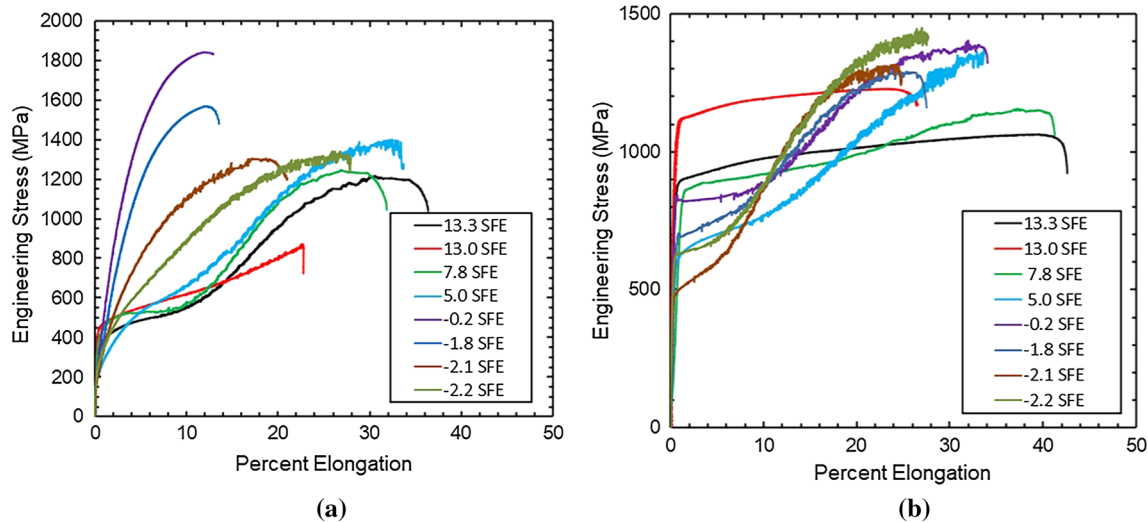 2000
1800
1600
1400
1200
1000
800
600
400
200
0
Engineering Stress (MPa)
13.3 SFE
13.0 SFE
7.8 SFE
5.0 SFE
-0.2 SFE
-1.8 SFE
-2.1 SFE
-2.2 SFE
0 10 20 30 40 50
Percent Elongation
(a)
1500
1000
500
0
Engineering Stress (MPa)
13.3 SFE
13.0 SFE
7.8 SFE
5.0 SFE
-0.2 SFE
-1.8 SFE
-2.1 SFE
-2.2 SFE
0 10 20 30 40 50
Percent Elongation
(b)